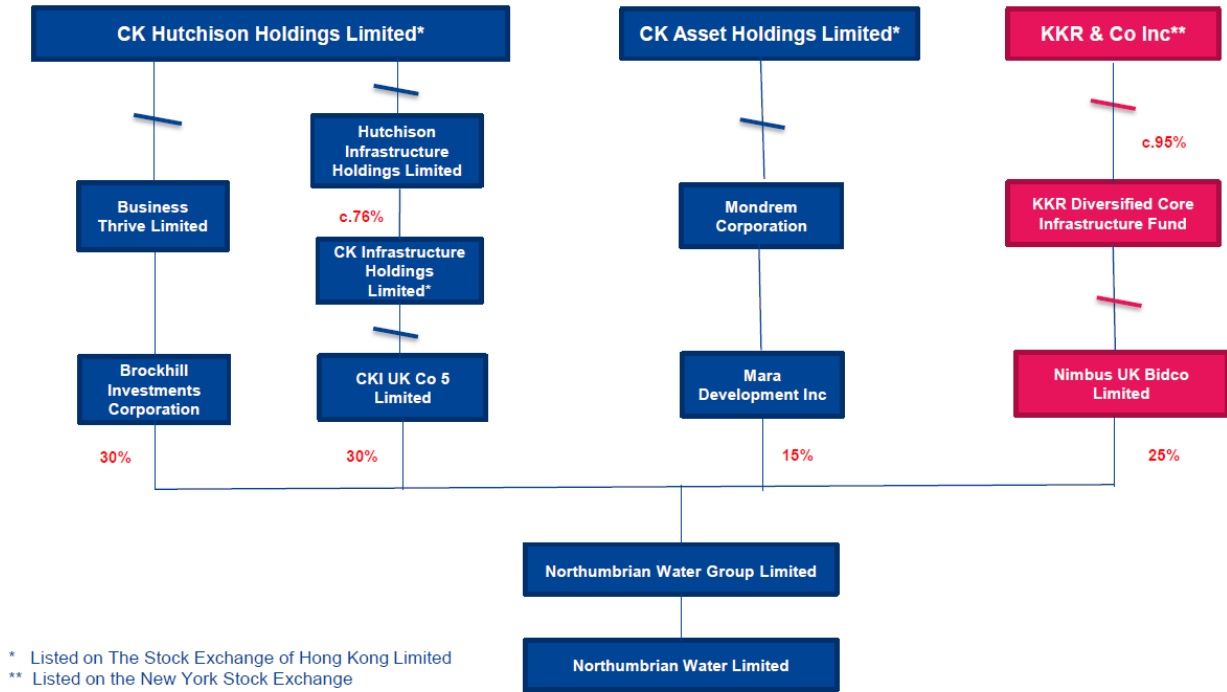 CK Hutchison Holdings Limited*
CK Asset Holdings Limited*
KKR & Co Inc**
Hutchison
Infrastructure
Holdings Limited
c.95%
Business
Thrive Limited
c.76%
Mondrem
Corporation
KKR Diversified Core
Infrastructure Fund
CK Infrastructure
Holdings
Limited*
Brockhill
Investments
Corporation
CKI UK Co 5
Limited
Mara
Development Inc
Nimbus UK Bidco
Limited
30%
30%
15%
25%
Northumbrian Water Group Limited
Northumbrian Water Limited
* Listed on The Stock Exchange of Hong Kong Limited
** Listed on the New York Stock Exchange